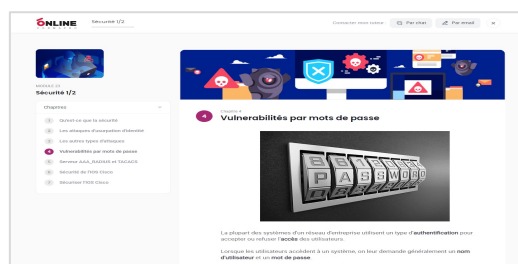 ONLINE
Sécurité 1/2
Contacter mon tuteur
Par chat
Par email
Sécurité 1/2
Chapitres
Qu'est-ce que la sécurité
Les attaques d'usurpation d'identité
Les autres types d'attaques
4 Vulnérabilités par mots de passe
Serveur AAA, RADIUS et TACACS
Sécurité de l'IOS Cisco
Sécuriser l'IOS Cisco
Chapitre 4
4 Vulnérabilités par mots de passe
PASSWORD
La plupart des systèmes d'un réseau d'entreprise utilisent un type d'authentification pour
accepter ou refuser l'accès des utilisateurs.
Lorsque les utilisateurs accèdent à un système, on leur demande généralement un nom
d'utilisateur et un mot de passe.